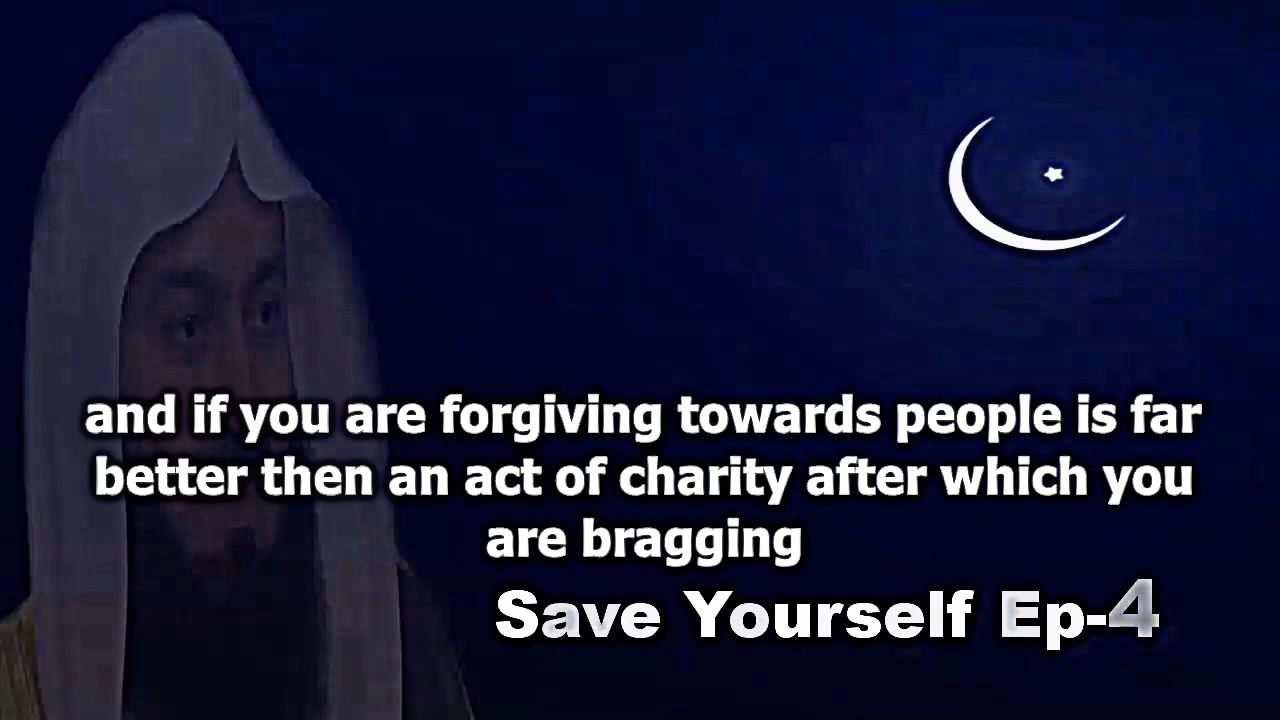 and if you are forgiving towards people is far
better then an act of charity after which you
are bragging
Save Yourself Ep-4